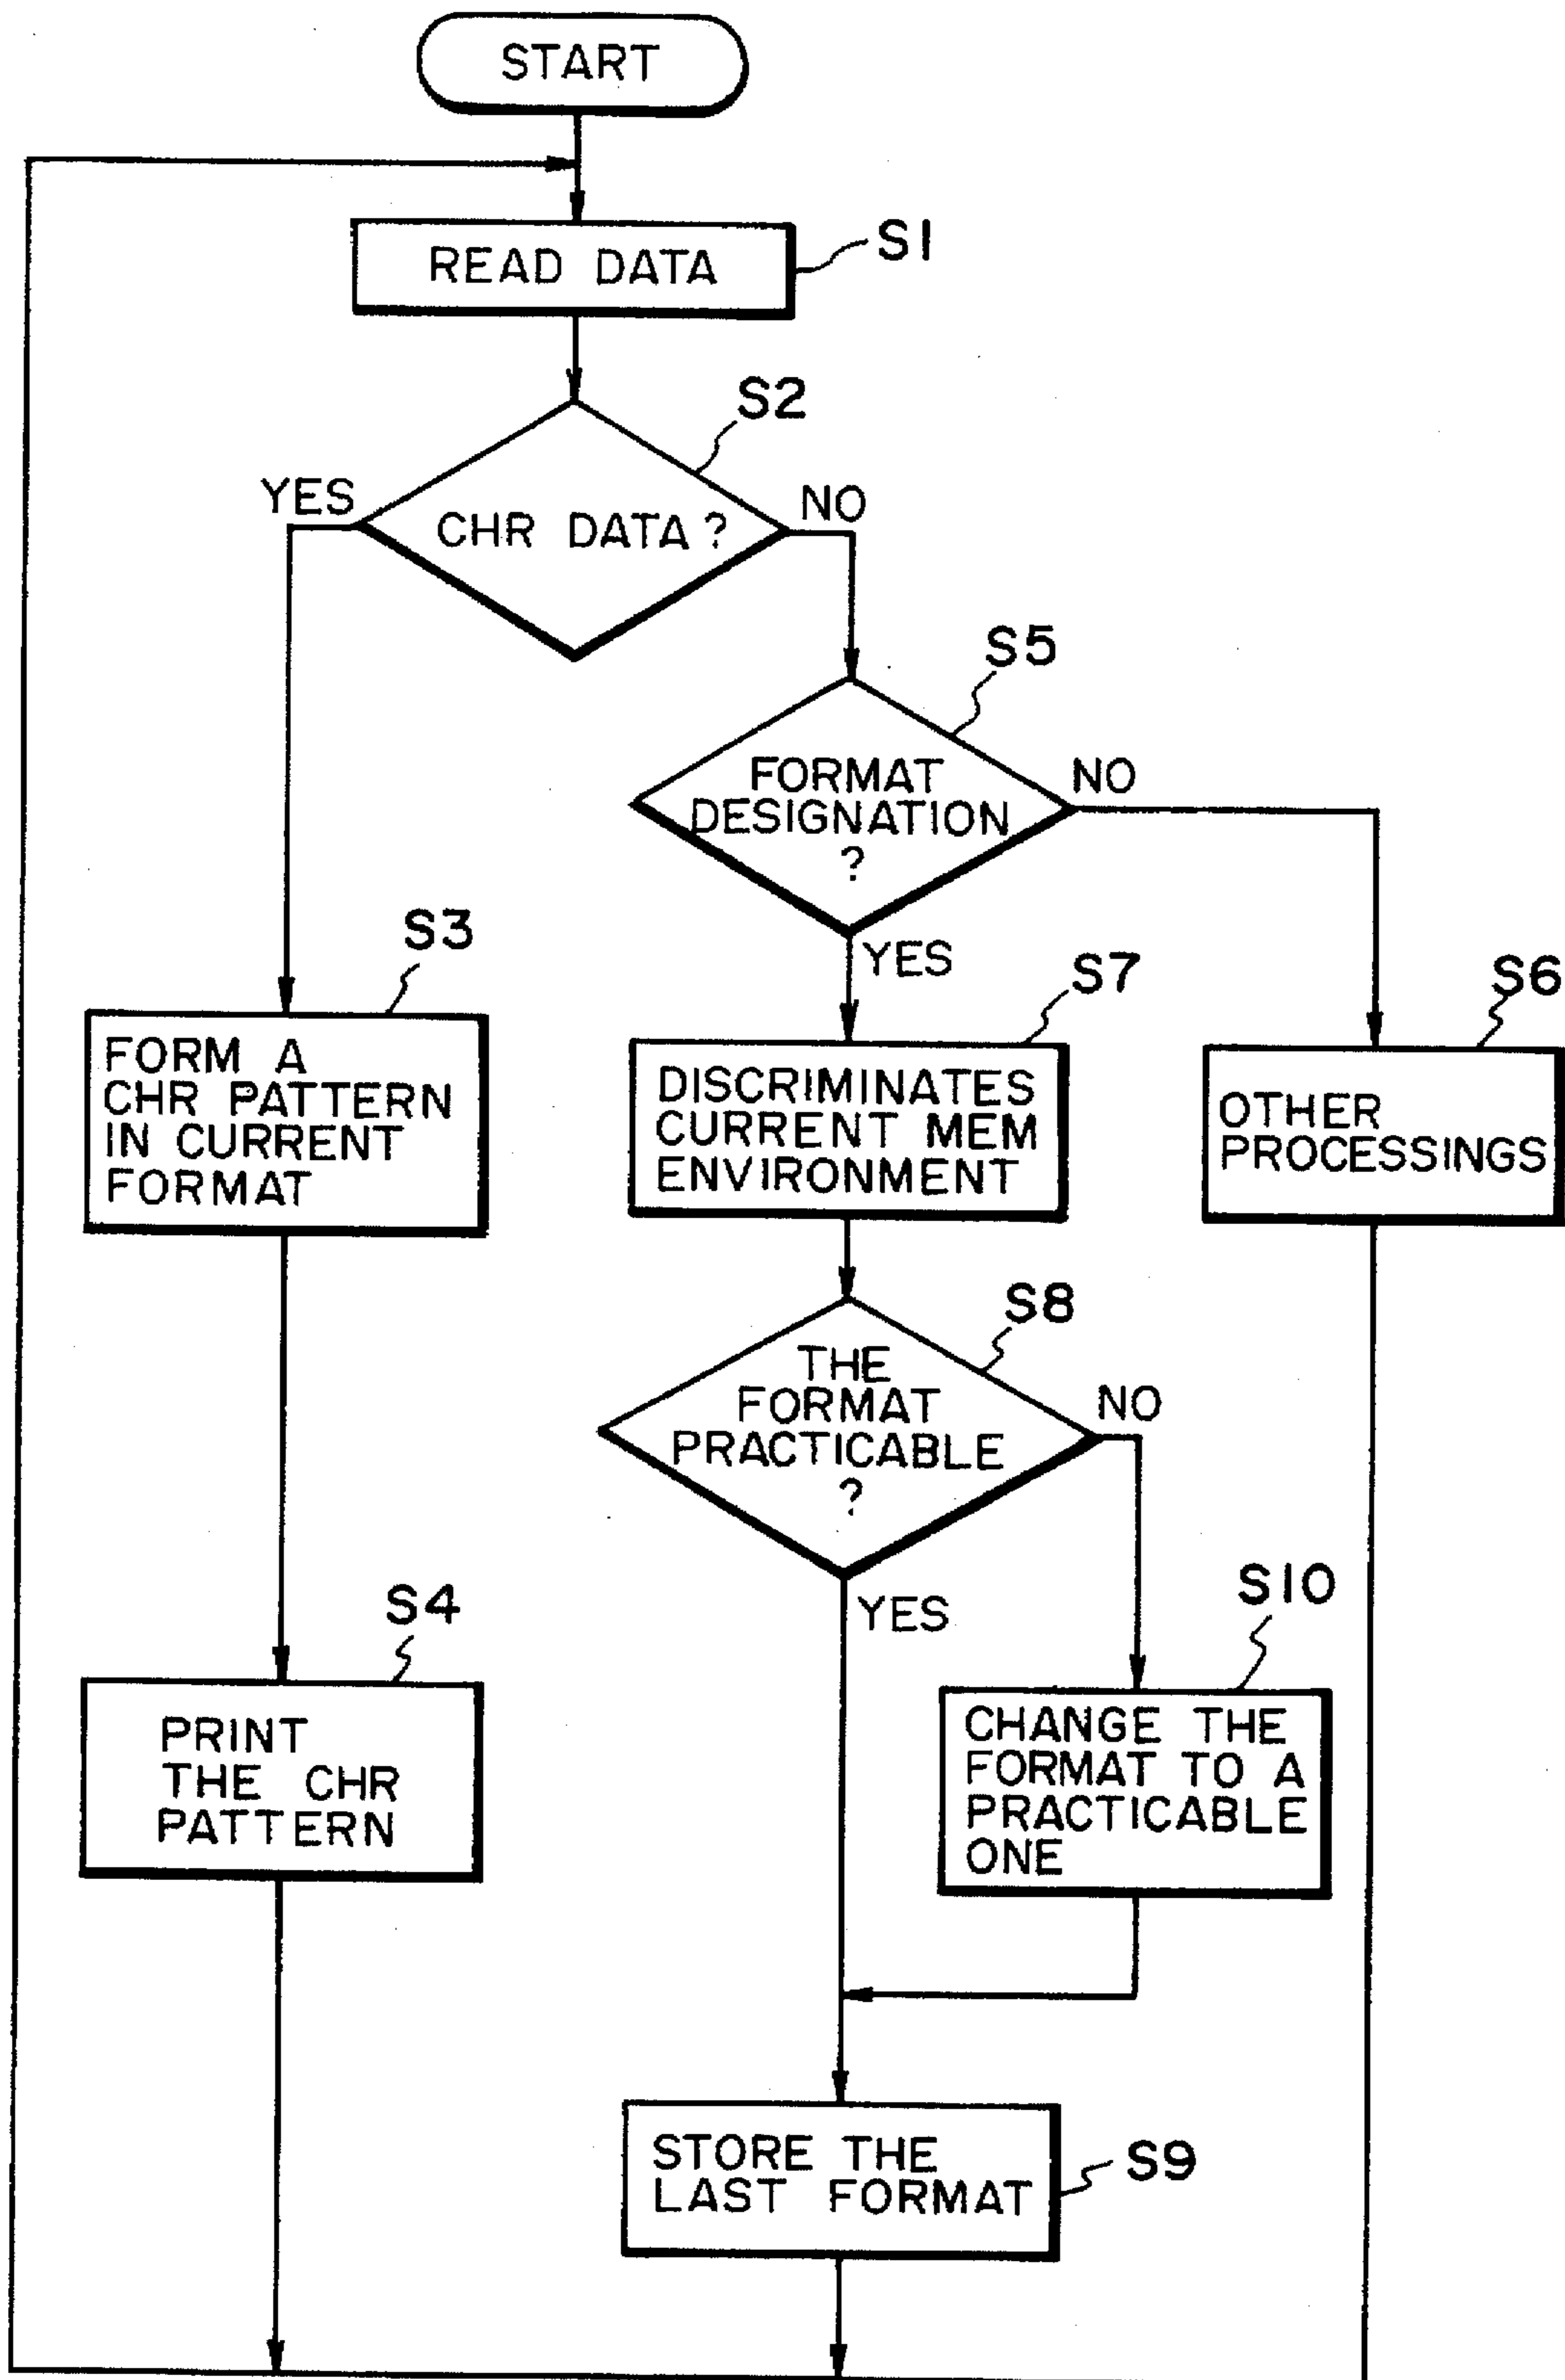 START
READ DATA
S1
S2
YES
CHR DATA?
NO
S5
FORMAT
DESIGNATION
?
NO
YES
S3
FORM A
CHR PATTERN
IN CURRENT
FORMAT
S7
DISCRIMINATES
CURRENT MEM
ENVIRONMENT
S6
OTHER
PROCESSINGS
S8
THE
FORMAT
PRACTICABLE
?
NO
YES
S4
PRINT
THE CHR
PATTERN
S10
CHANGE THE
FORMAT TO A
PRACTICABLE
ONE
STORE THE
LAST FORMAT
S9